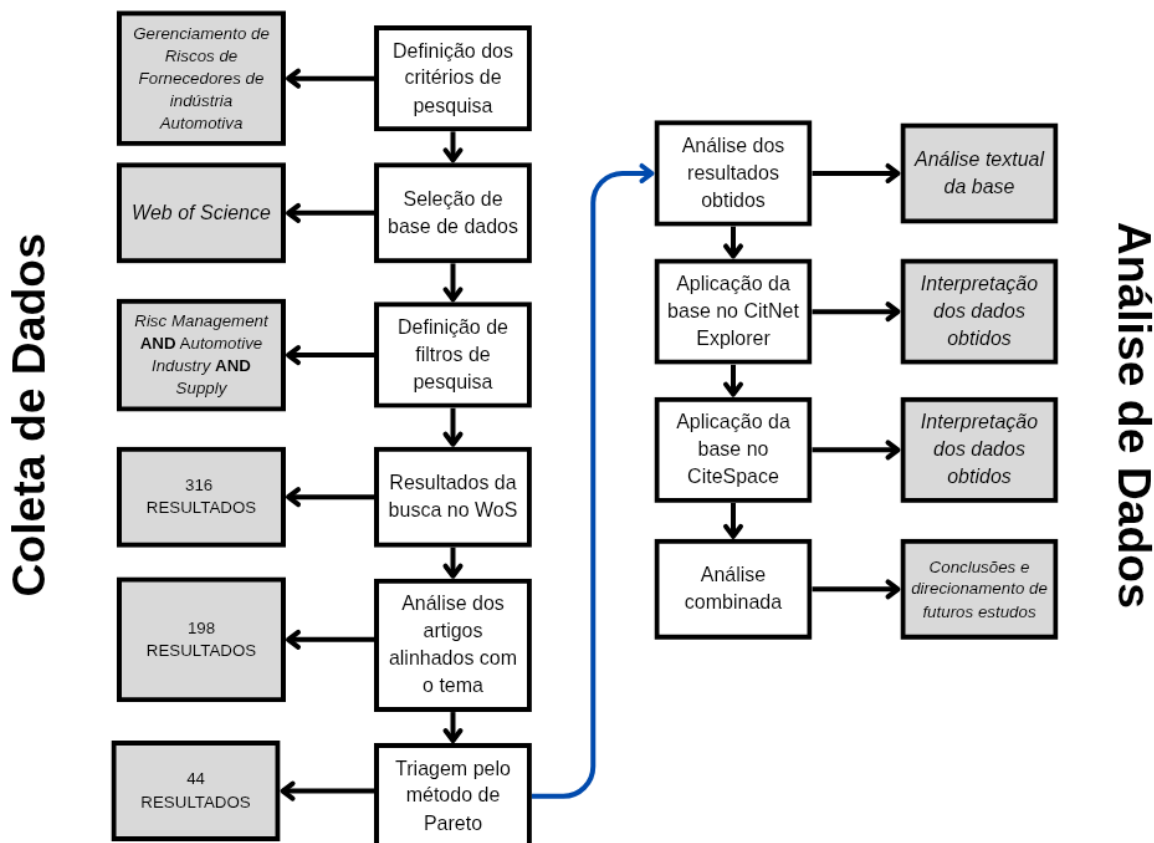 Coleta de Dados
Gerenciamento de
Riscos de
Fornecedores de
indústria
Automotiva
Definição dos
critérios de
pesquisa
Web of Science
Seleção de
base de dados
Risc Management
AND Automotive
Industry AND
Supply
Definição de
filtros de
pesquisa
316
RESULTADOS
Resultados da
busca no WoS
198
RESULTADOS
Análise dos
artigos
alinhados com
o tema
44
RESULTADOS
Triagem pelo
método de
Pareto
Análise dos
resultados
obtidos
Análise textual
da base
Aplicação da
base no CitNet
Explorer
Interpretação
dos dados
obtidos
Aplicação da
base no
CiteSpace
Interpretação
dos dados
obtidos
Análise
combinada
Conclusões e
direcionamento de
futuros estudos
Análise de Dados